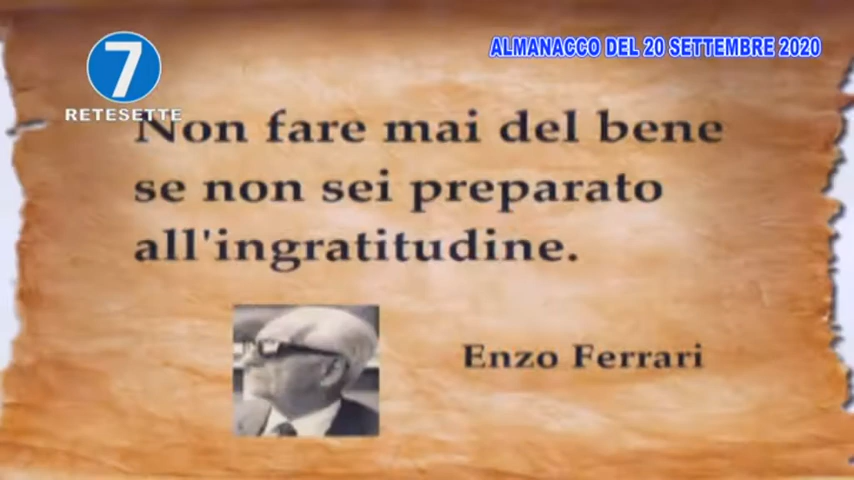 ALMANACCO DEL 20 SETTEMBRE 2020
7
RETESETTE
Non fare mai del bene
se non sei preparato
all'ingratitudine.
Enzo Ferrari